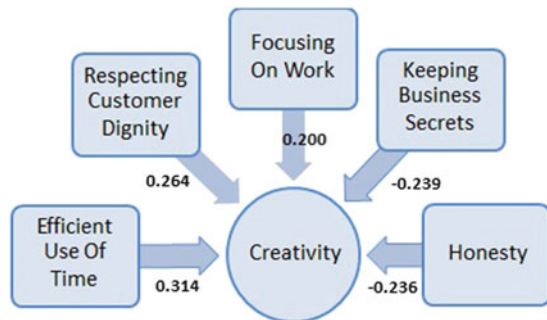 Focusing
On Work
Respecting
Customer
Dignity
Keeping
Business
Secrets
0.200
0.264
-0.239
Efficient
Use Of
Time
Creativity
Honesty
0.314
-0.236